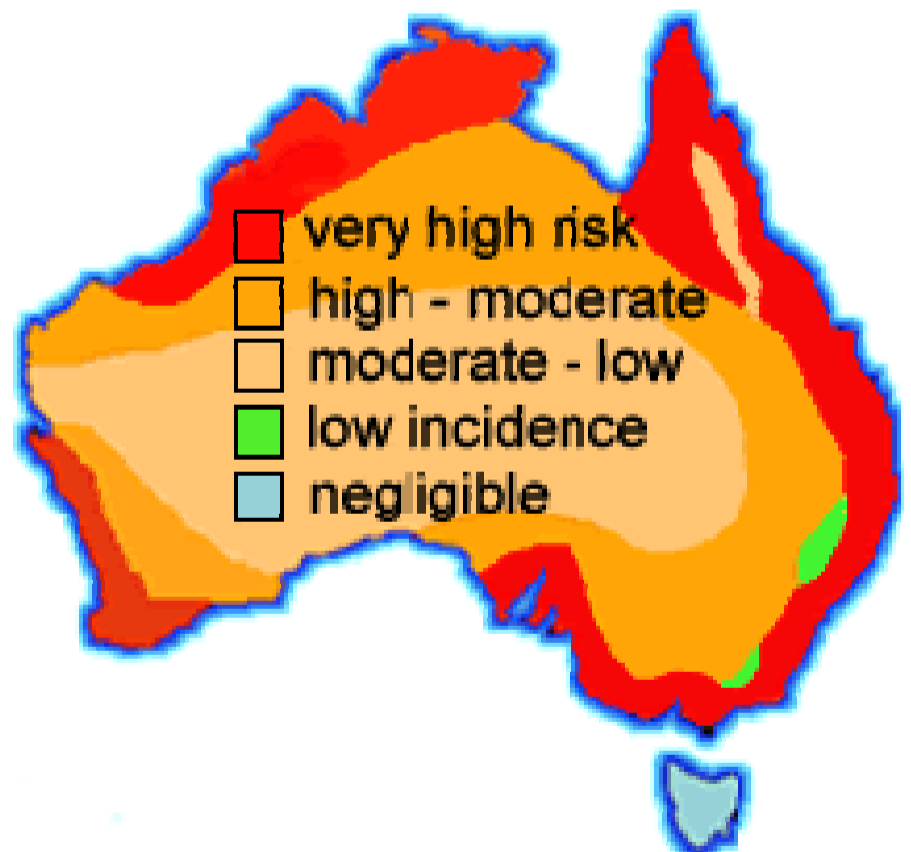 very high risk
high - moderate
moderate - low
low incidence
negligible